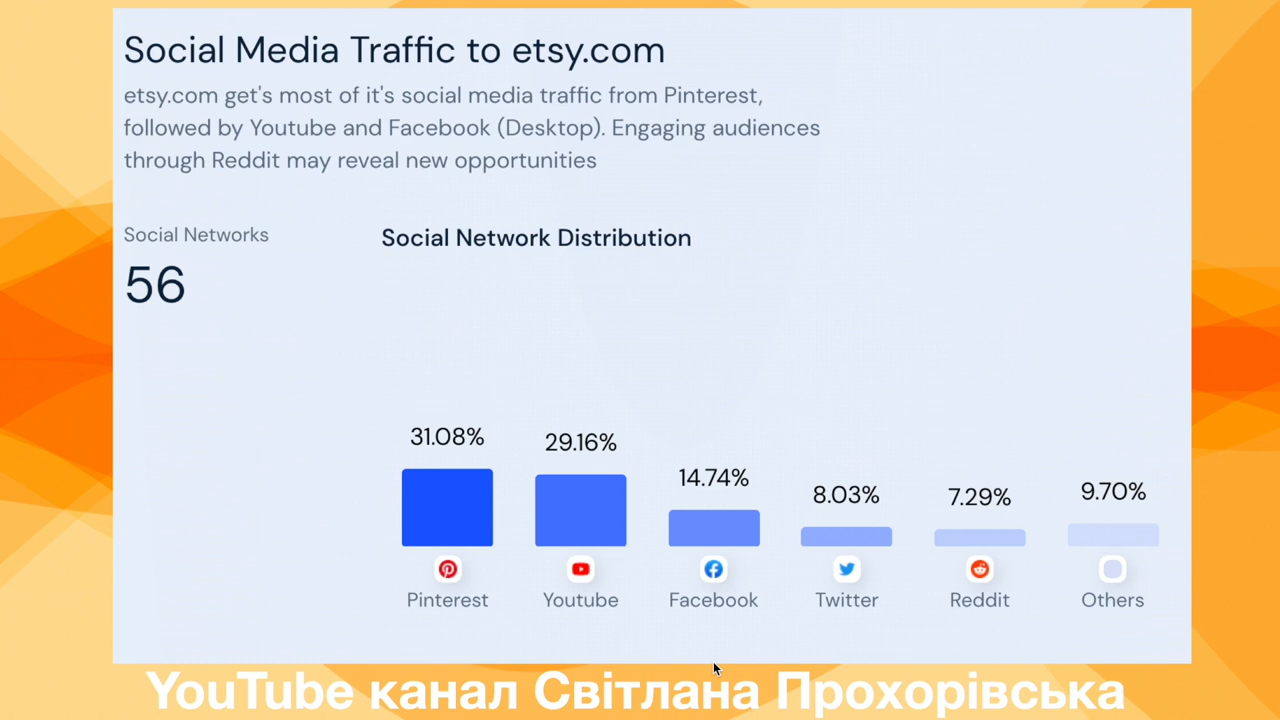 Social Media Traffic to etsy.com
etsy.com get's most of it's social media traffic from Pinterest,
followed by Youtube and Facebook (Desktop). Engaging audiences
through Reddit may reveal new opportunities
Social Networks
56
Social Network Distribution
31.08% 29.16% 14.74% 8.03% 7.29% 9.70%
Pinterest Youtube Facebook Twitter Reddit Others
YouTube канал Світлана Прохорівська